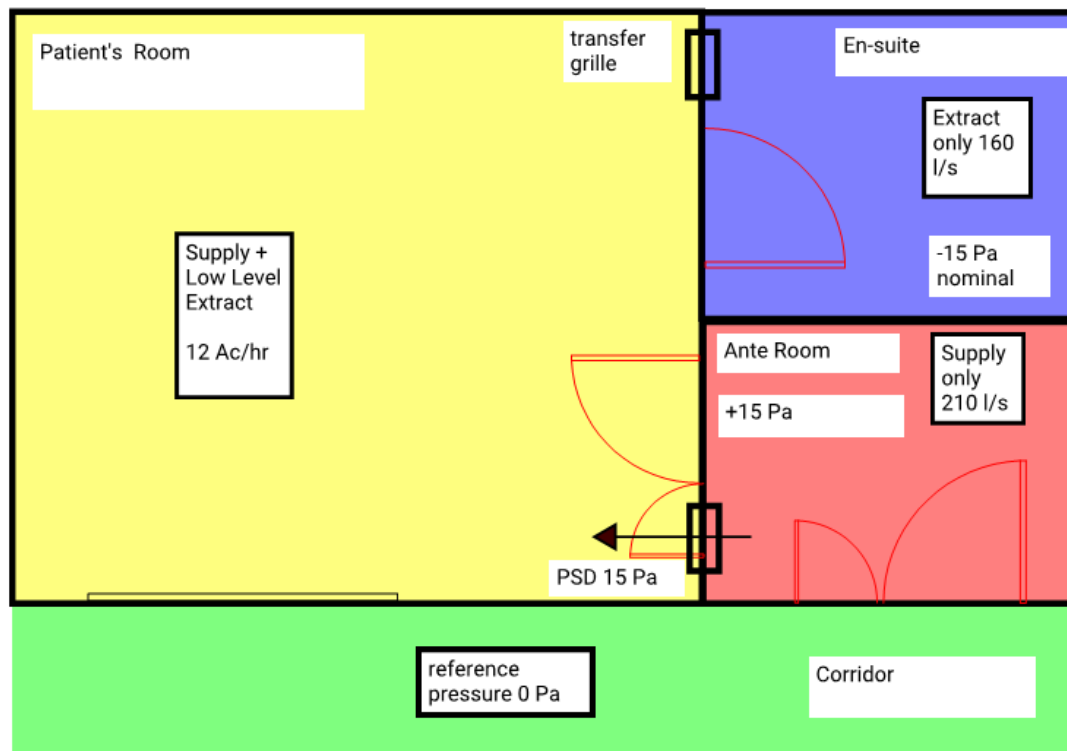 Patient's  Room
transfer
grille
En-suite
Extract
only 160
l/s
-15 Pa
nominal
Supply +
Low Level
Extract
12 Ac/hr
Ante Room
Supply
only
210 l/s
+15 Pa
PSD 15 Pa
reference
pressure 0 Pa
Corridor